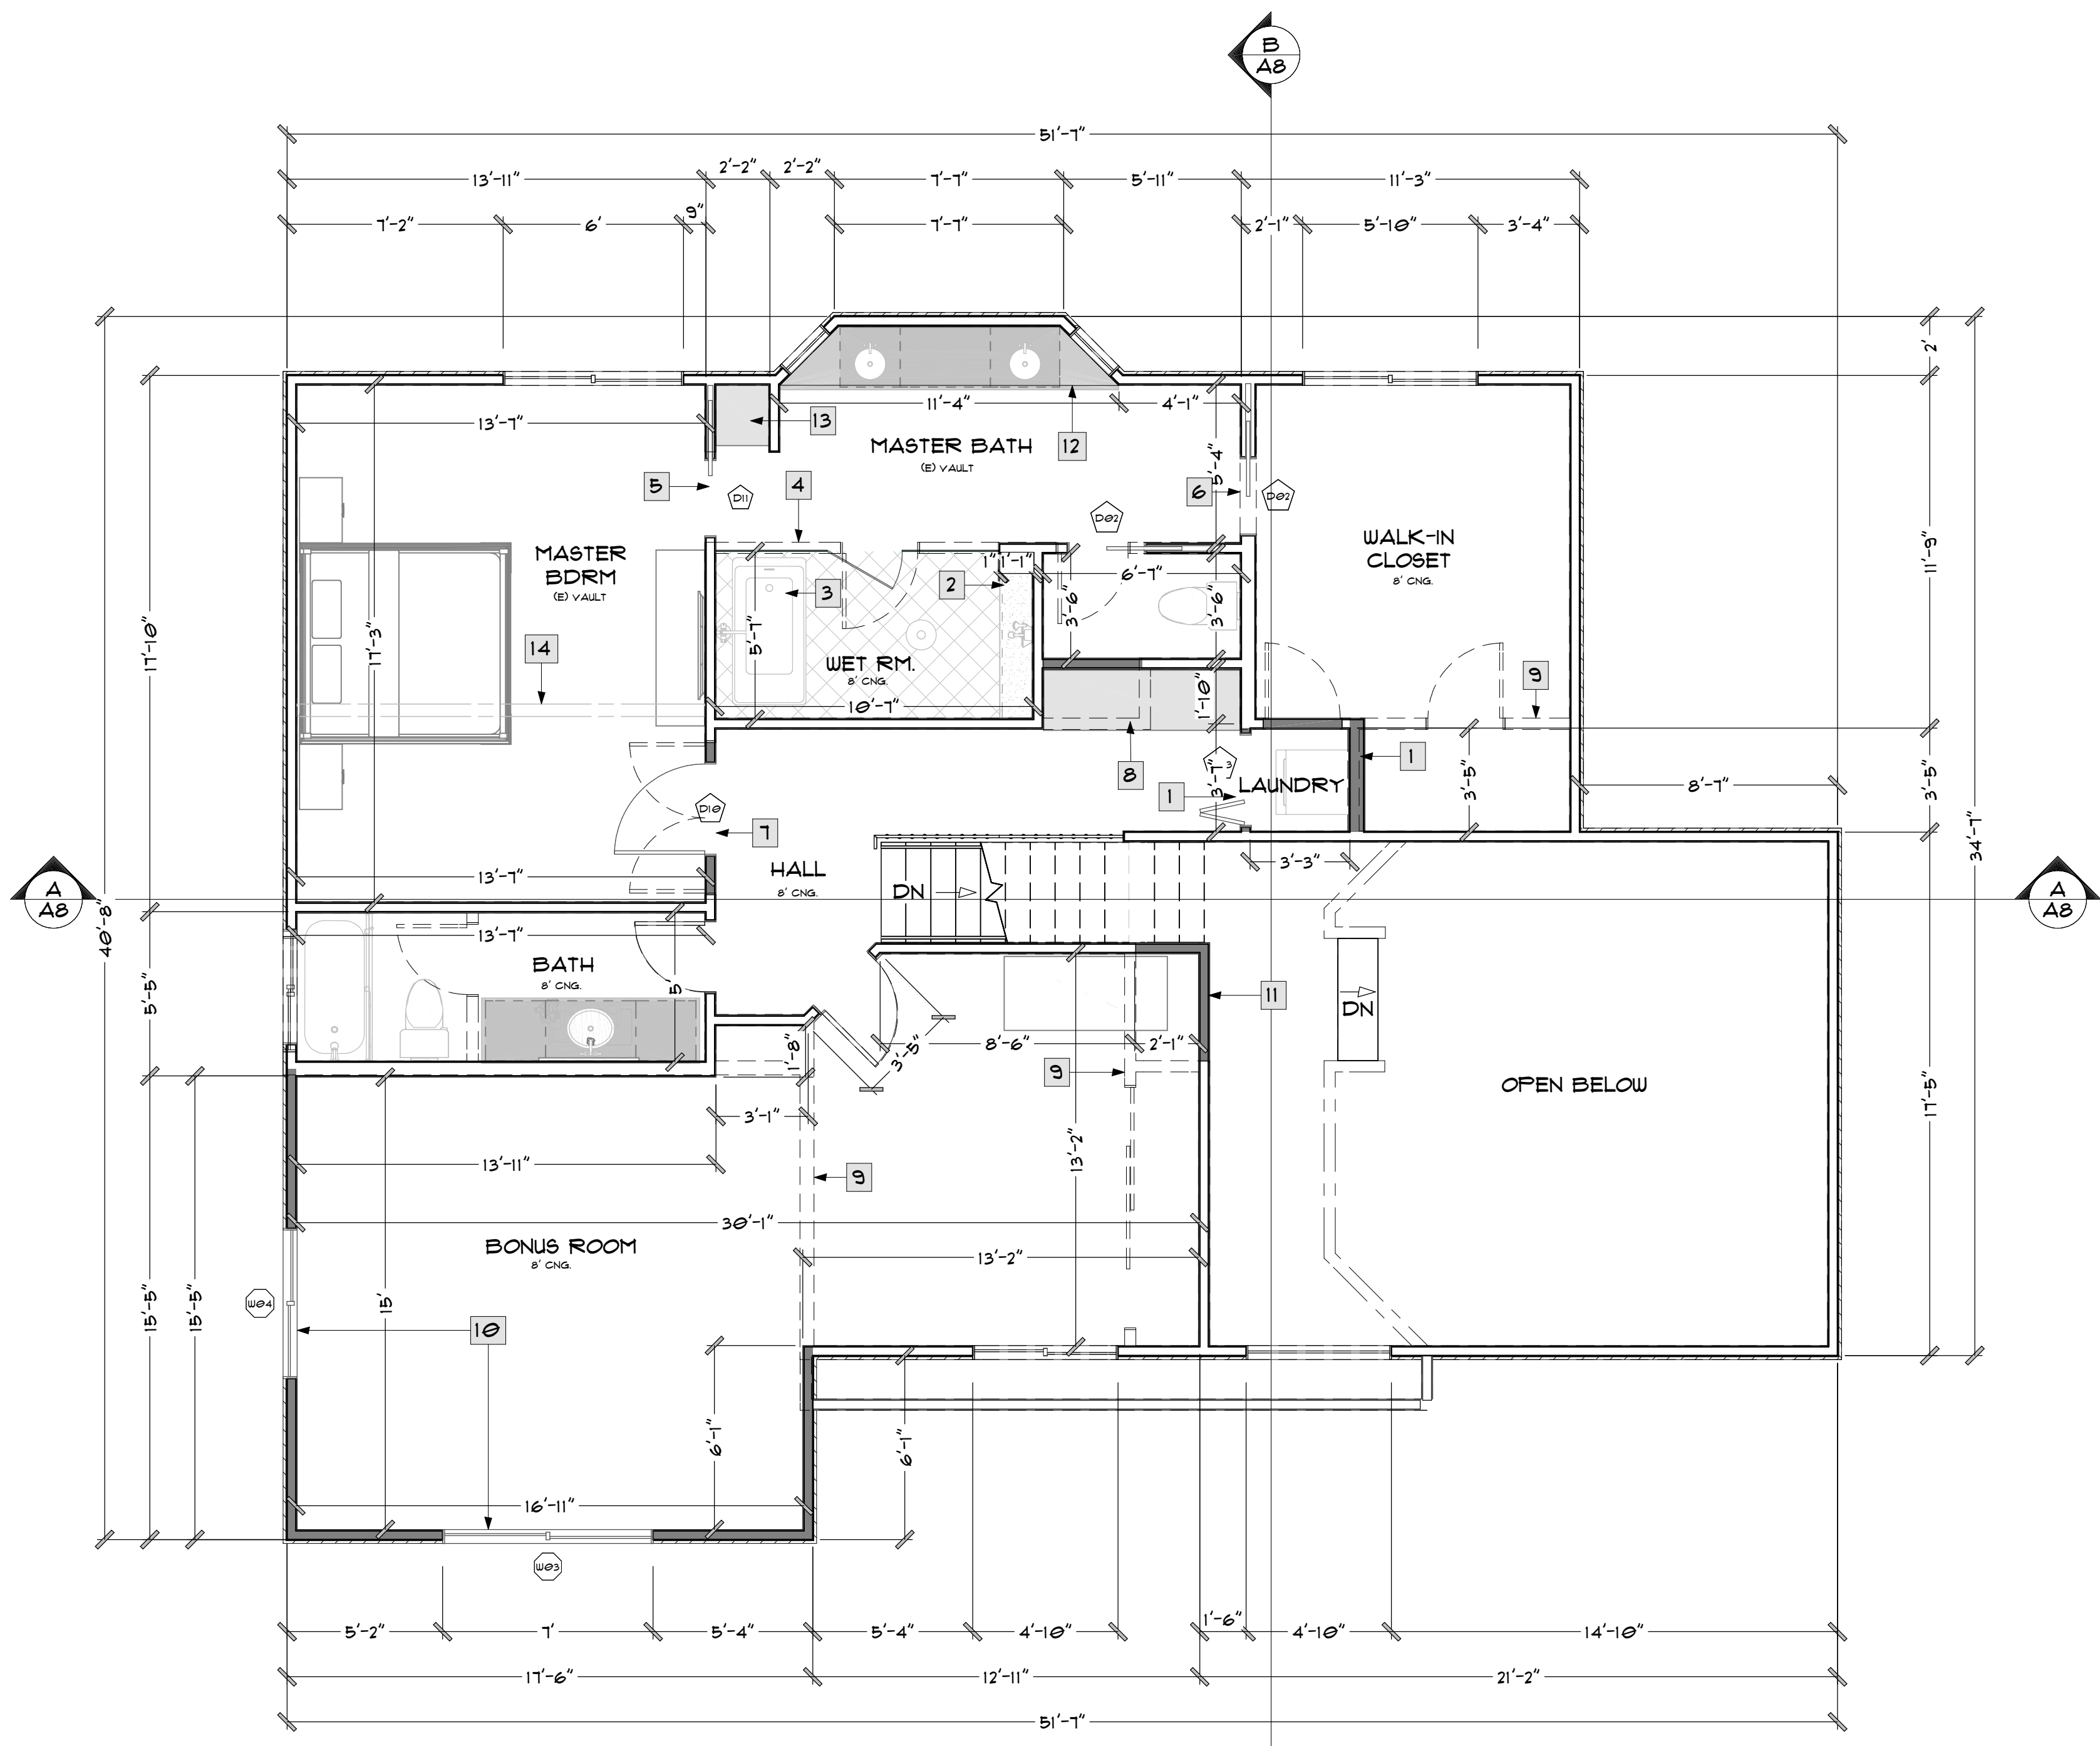 B
A8
51'-7"
13'-11"
2'-2"
2'-2"
7'-7"
5'-11"
11'-3"
7'-2"
6'
9"
7'-7"
2'-1"
5'-10"
3'-4"
2'
11'-4"
4'-1"
13'-7"
13
12
MASTER BATH
(E) VAULT
5'-4"
5
4
D11
6
D02
D02
MASTER
BDRM
(E) VAULT
WALK-IN
CLOSET
8' CNG.
11'-9"
1"
1'-1"
6'-7"
3
2
3'-6"
3'-6"
17'-10"
17'-3"
5'-7"
14
WET RM.
8' CNG.
10'-7"
1'-10"
9
8
1
3'-7"
1
LAUNDRY
3'-5"
8'-7"
3'-5"
34'-7"
D10
7
HALL
8' CNG.
3'-3"
13'-7"
DN
A
A8
A
A8
40'-8"
13'-7"
BATH
8' CNG.
5'
5'-5"
11
DN
1'-8"
3'-5"
8'-6"
2'-1"
9
OPEN BELOW
17'-5"
3'-1"
13'-11"
13'-2"
9
30'-1"
BONUS ROOM
8' CNG.
13'-2"
W04
15'-5"
15'-5"
15'
10
6'-1"
6'-1"
16'-11"
W03
5'-2"
7'
5'-4"
5'-4"
4'-10"
1'-6"
4'-10"
14'-10"
17'-6"
12'-11"
21'-2"
51'-7"